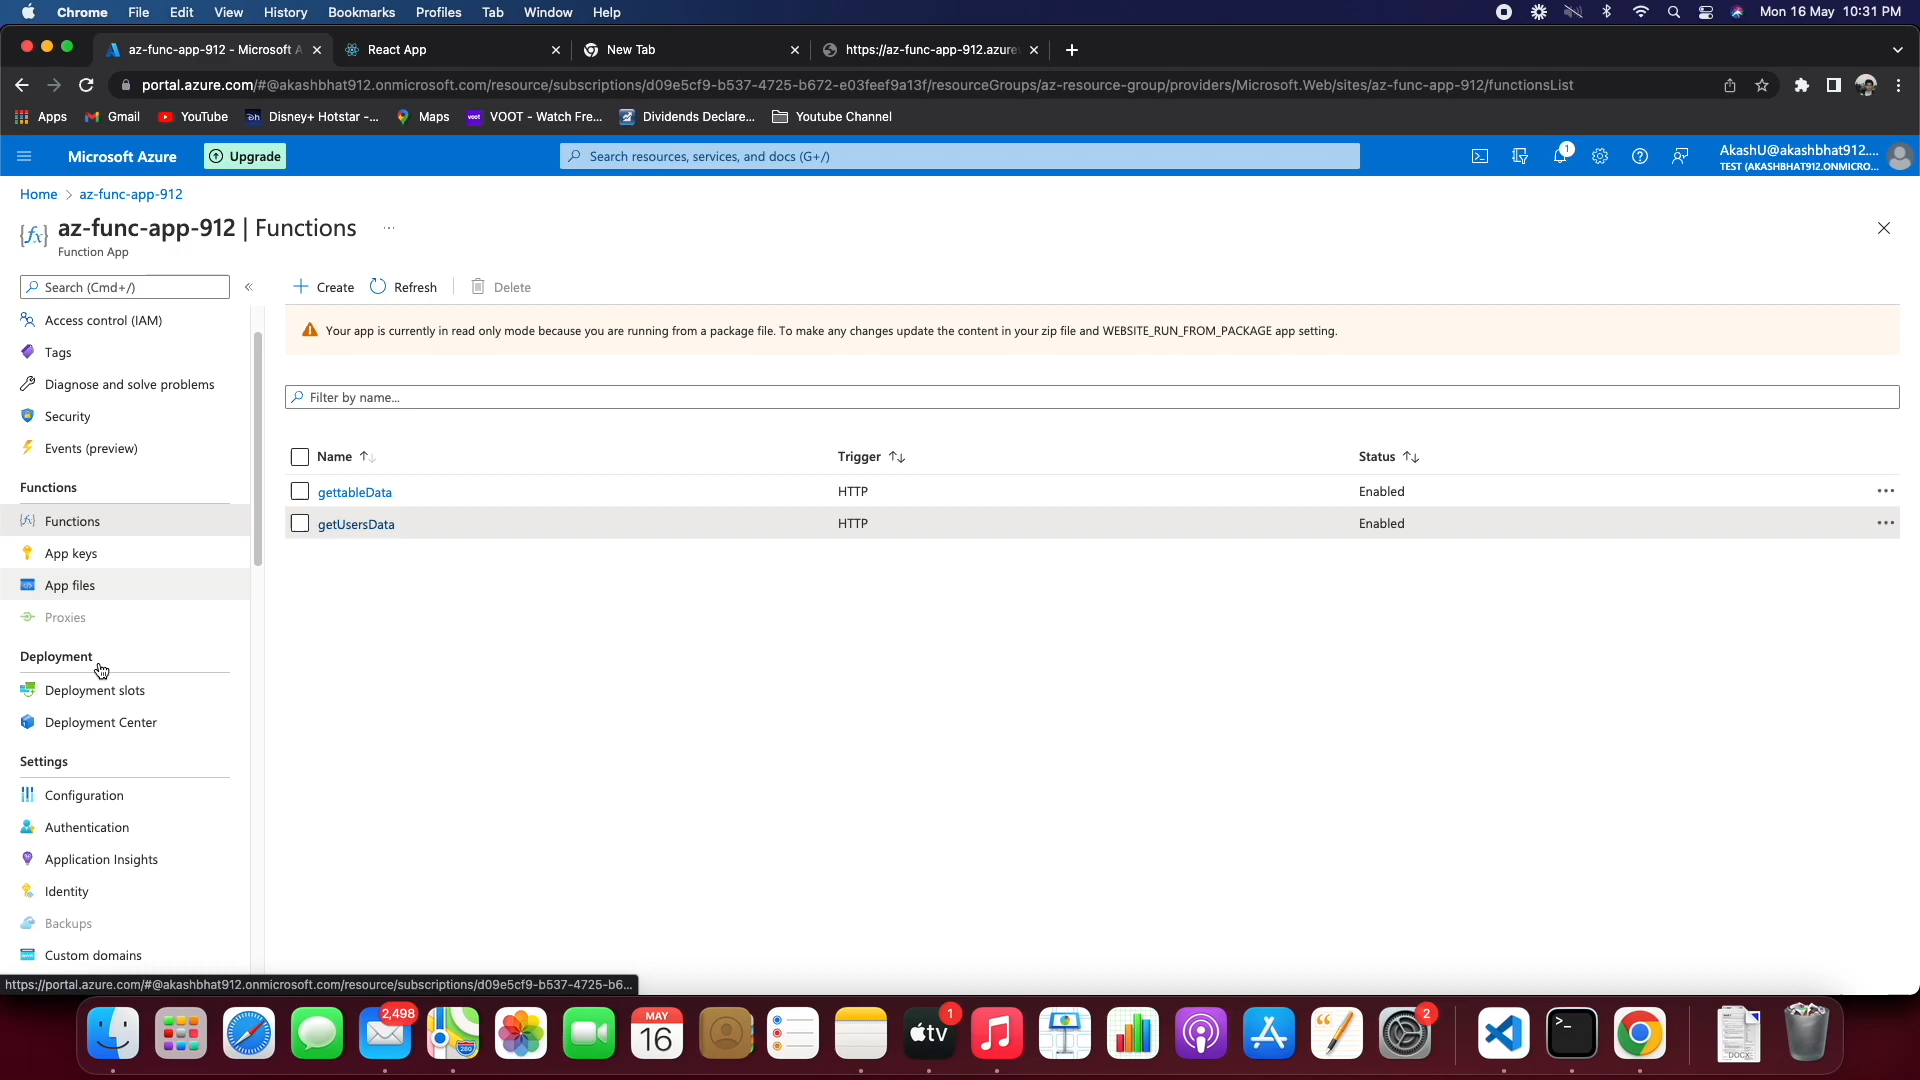 Chrome File Edit View History Bookmarks Profiles Tab Window Help Mon 16 May 10:31 PM
az-func-app-912 - Microsoft A React App New Tab https://az-func-app-912.azure
portal.azure.com/#@akashbhat912.onmicrosoft.com/resource/subscriptions/d09e5cf9-b537-4725-b672-e03feef9a13f/resourceGroups/az-resource-group/providers/Microsoft.Web/sites/az-func-app-912/functionsList
Apps Gmail YouTube Disney+ Hotstar -... Maps VOOT - Watch Fre... Dividends Declare... Youtube Channel
Microsoft Azure Upgrade Search resources, services, and docs (G+/) 1 AkashU@akashbhat912....
TEST (AKASHBHAT912.ONMICRO...
Home > az-func-app-912
az-func-app-912 | Functions ...
Function App
Search (Cmd+/) « Create Refresh Delete
Access control (IAM)
Your app is currently in read only mode because you are running from a package file. To make any changes update the content in your zip file and WEBSITE_RUN_FROM_PACKAGE app setting.
Tags
Diagnose and solve problems
Filter by name...
Security
Events (preview)
Name Trigger Status
Functions
gettableData HTTP Enabled ...
Functions
getUsersData HTTP Enabled ...
App keys
App files
Proxies
Deployment
Deployment slots
Deployment Center
Settings
Configuration
Authentication
Application Insights
Identity
Backups
Custom domains
https://portal.azure.com/#@akashbhat912.onmicrosoft.com/resource/subscriptions/d09e5cf9-b537-4725-b6...
2,498 280 MAY 16 tv 1 2 >_ DOCX